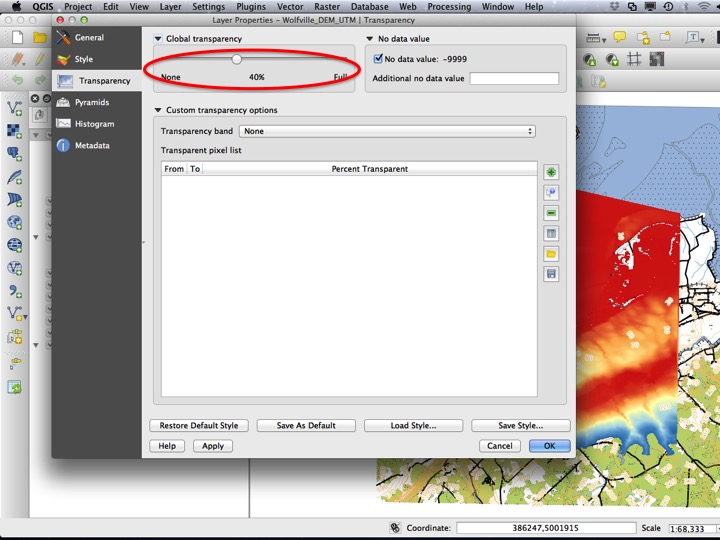 QGIS Project Edit View Layer Settings Plugins Vector Raster Database Web Processing Window Help
Layer Properties - Wolfville_DEM_UTM | Transparency
General
Style
Transparency
Pyramids
Histogram
Metadata
Global transparency
None 40% Full
No data value
No data value: -9999
Additional no data value
Custom transparency options
Transparency band None
Transparent pixel list
From To Percent Transparent
Restore Default Style Save As Default Load Style... Save Style...
Help Apply Cancel OK
Coordinate: 386247,5001915 Scale 1:68,333